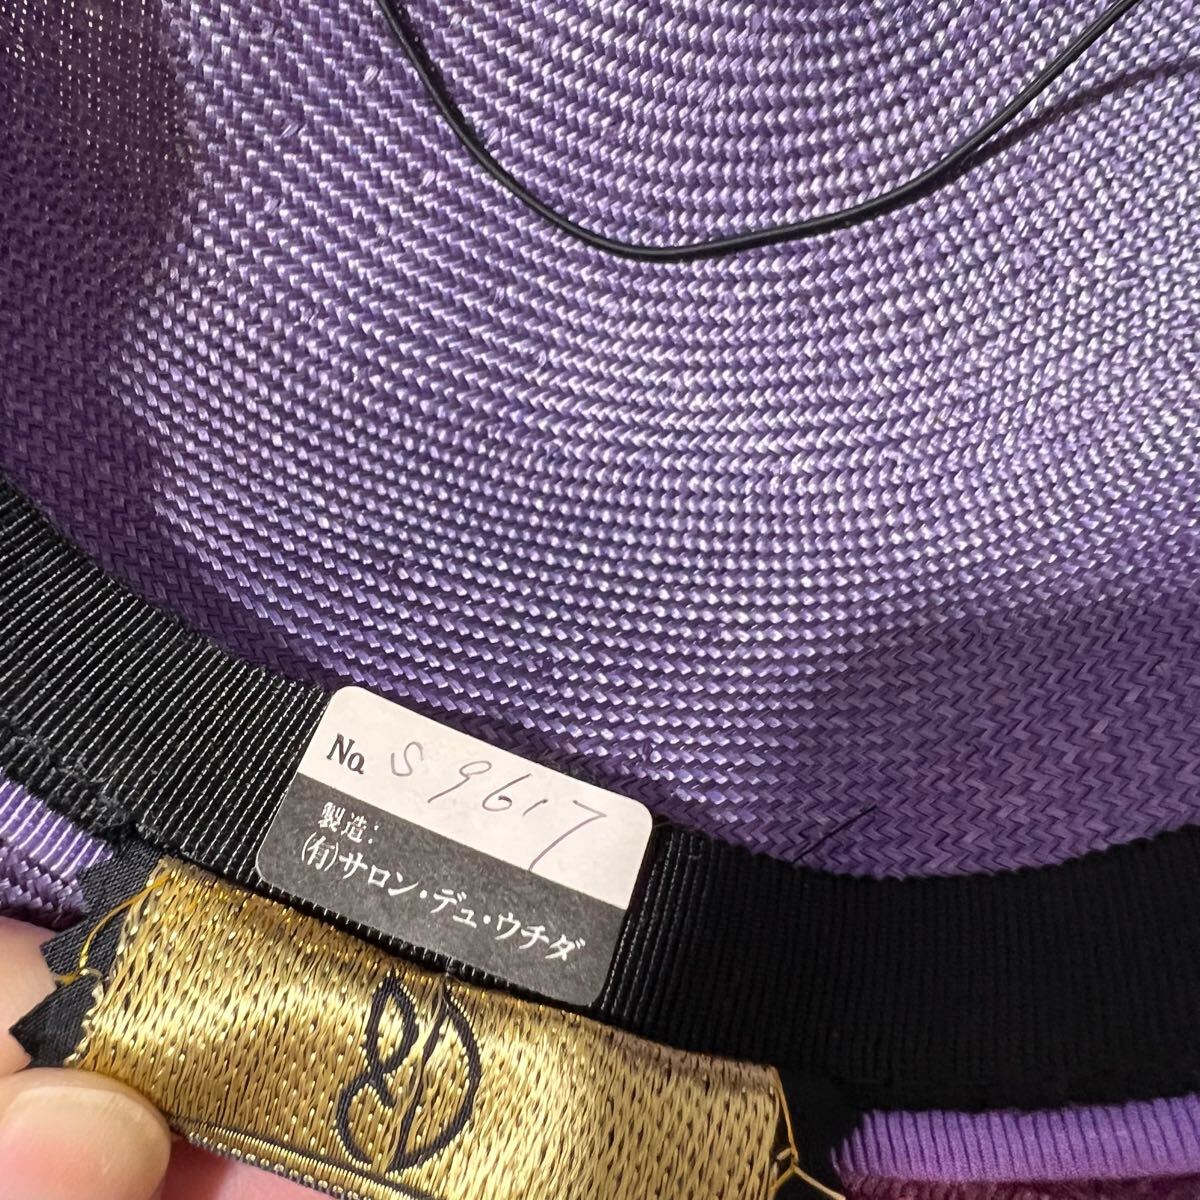 No. S9617
製造:
(有)サロン・デュ・ウチダ